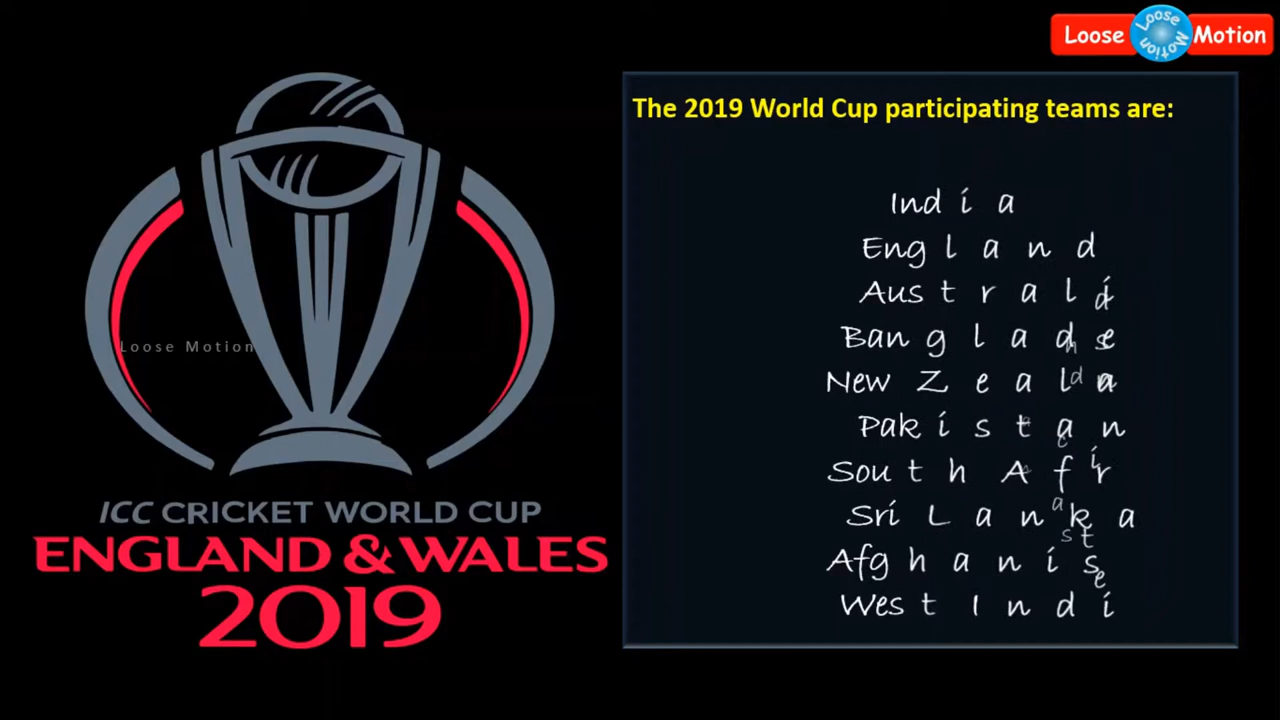 Loose Motion
Loose Motion
The 2019 World Cup participating teams are:
India
England
Australi
Banglade
New Zeala
Pakistan
South Afr
Sri Lanka
Afghanis
West Indi
Loose Motion
ICC CRICKET WORLD CUP
ENGLAND & WALES
2019